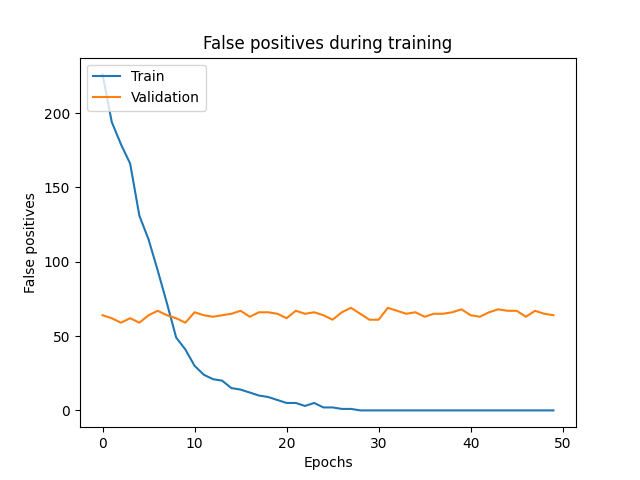 False positives during training
Train
Validation
False positives
200
150
100
50
0
0 10 20 30 40 50
Epochs